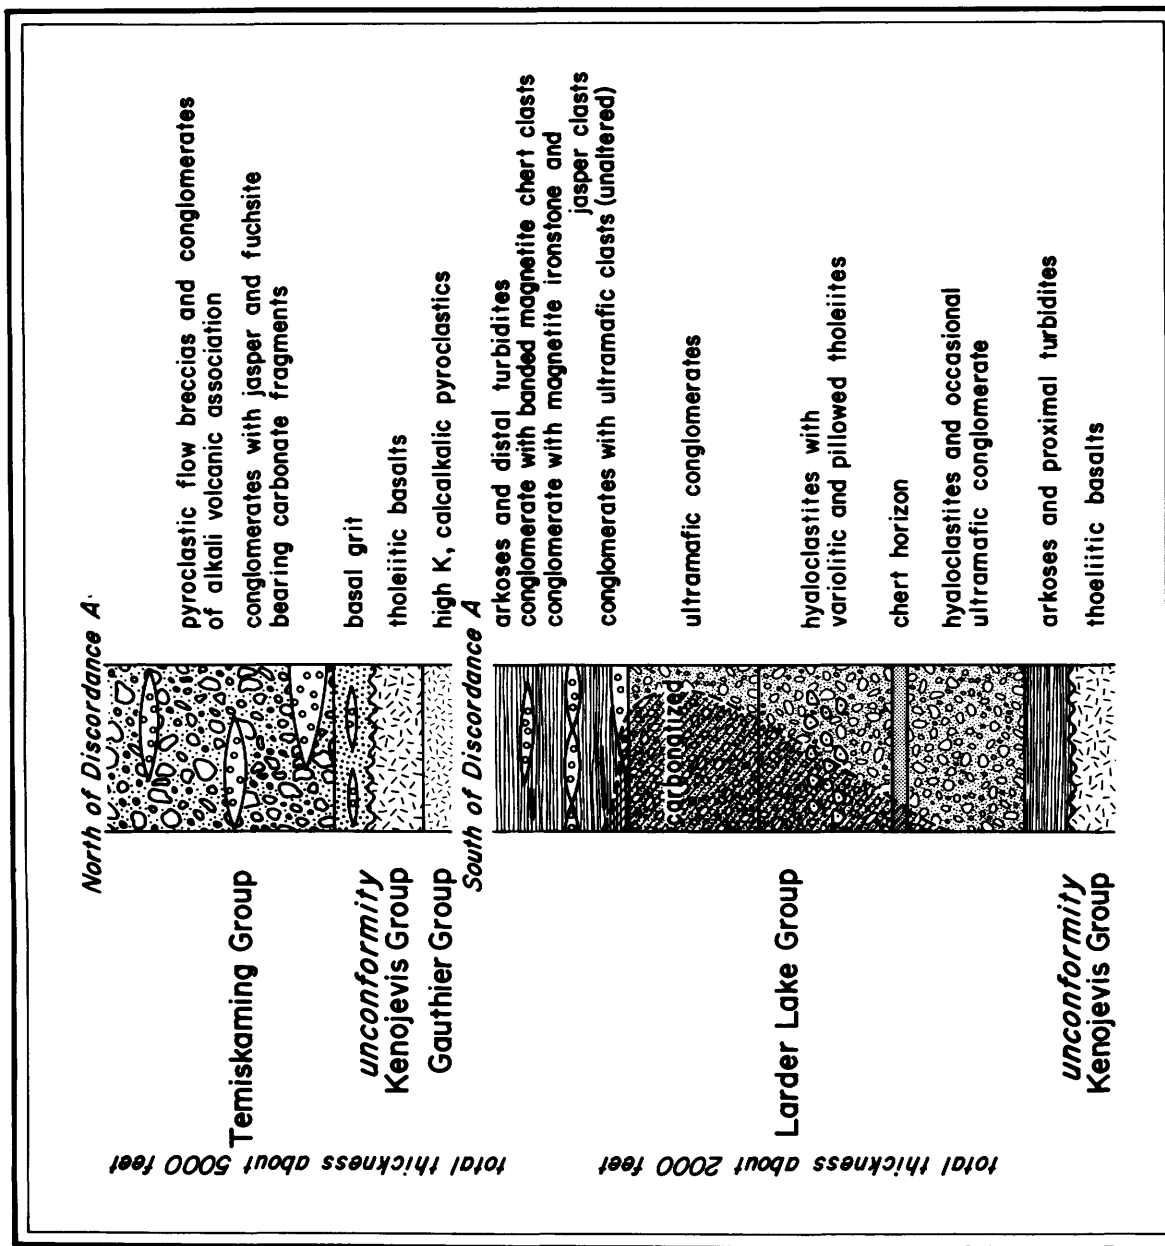 North of Discordance A
pyroclastic flow breccias and conglomerates
of alkali volcanic association
conglomerates with jasper and fuchsite
bearing carbonate fragments
basal grit
tholeiitic basalts
high K, calcalkalic pyroclastics
Temiskaming Group
unconformity
Kenojevis Group
Gauthier Group
total thickness about 5000 feet
South of Discordance A
arkoses and distal turbidites
conglomerate with banded magnetite chert clasts
conglomerate with magnetite ironstone and
jasper clasts
conglomerates with ultramafic clasts (unaltered)
ultramafic conglomerates
hyaloclastites with
variolitic and pillowed tholeiites
chert horizon
hyaloclastites and occasional
ultramafic conglomerate
arkoses and proximal turbidites
thoeliitic basalts
carbonatized
Larder Lake Group
unconformity
Kenojevis Group
total thickness about 2000 feet